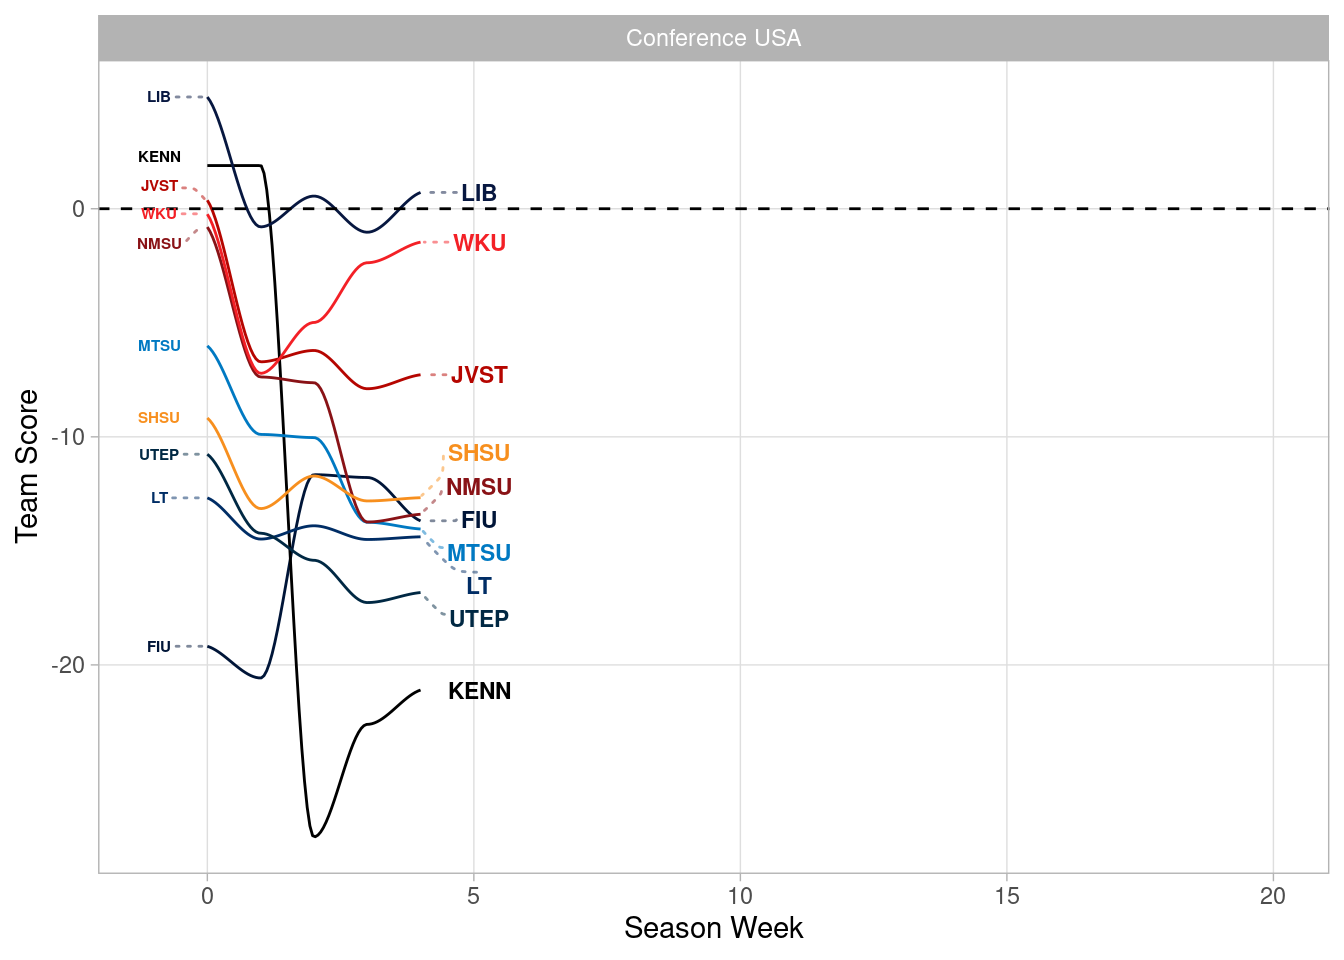 Conference USA
LIB
KENN
JVST
WKU
NMSU
MTSU
SHSU
UTEP
LT
FIU
LIB
WKU
JVST
SHSU
NMSU
FIU
MTSU
LT
UTEP
KENN
0
-10
-20
Team Score
0 5 10 15 20
Season Week